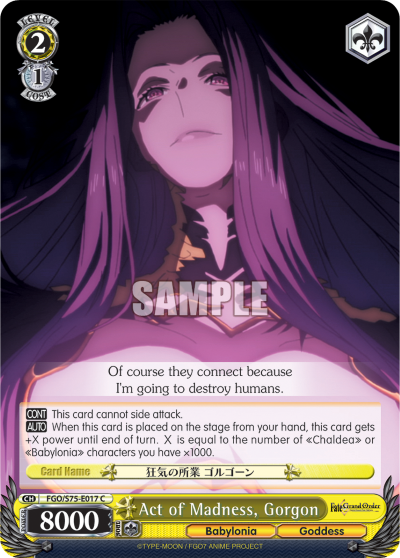 LEVEL
2
1
COST
SAMPLE
Of course they connect because
I'm going to destroy humans.
CONT This card cannot side attack.
AUTO When this card is placed on the stage from your hand, this card gets
+X power until end of turn. X is equal to the number of «Chaldea» or
«Babylonia» characters you have ×1000.
Card Name 狂気の所業 ゴルゴーン
CH FGO/S75-E017 C
POWER 8000 SOUL Act of Madness, Gorgon Fate/Grand Order
Babylonia Goddess
©TYPE-MOON / FGO7 ANIME PROJECT